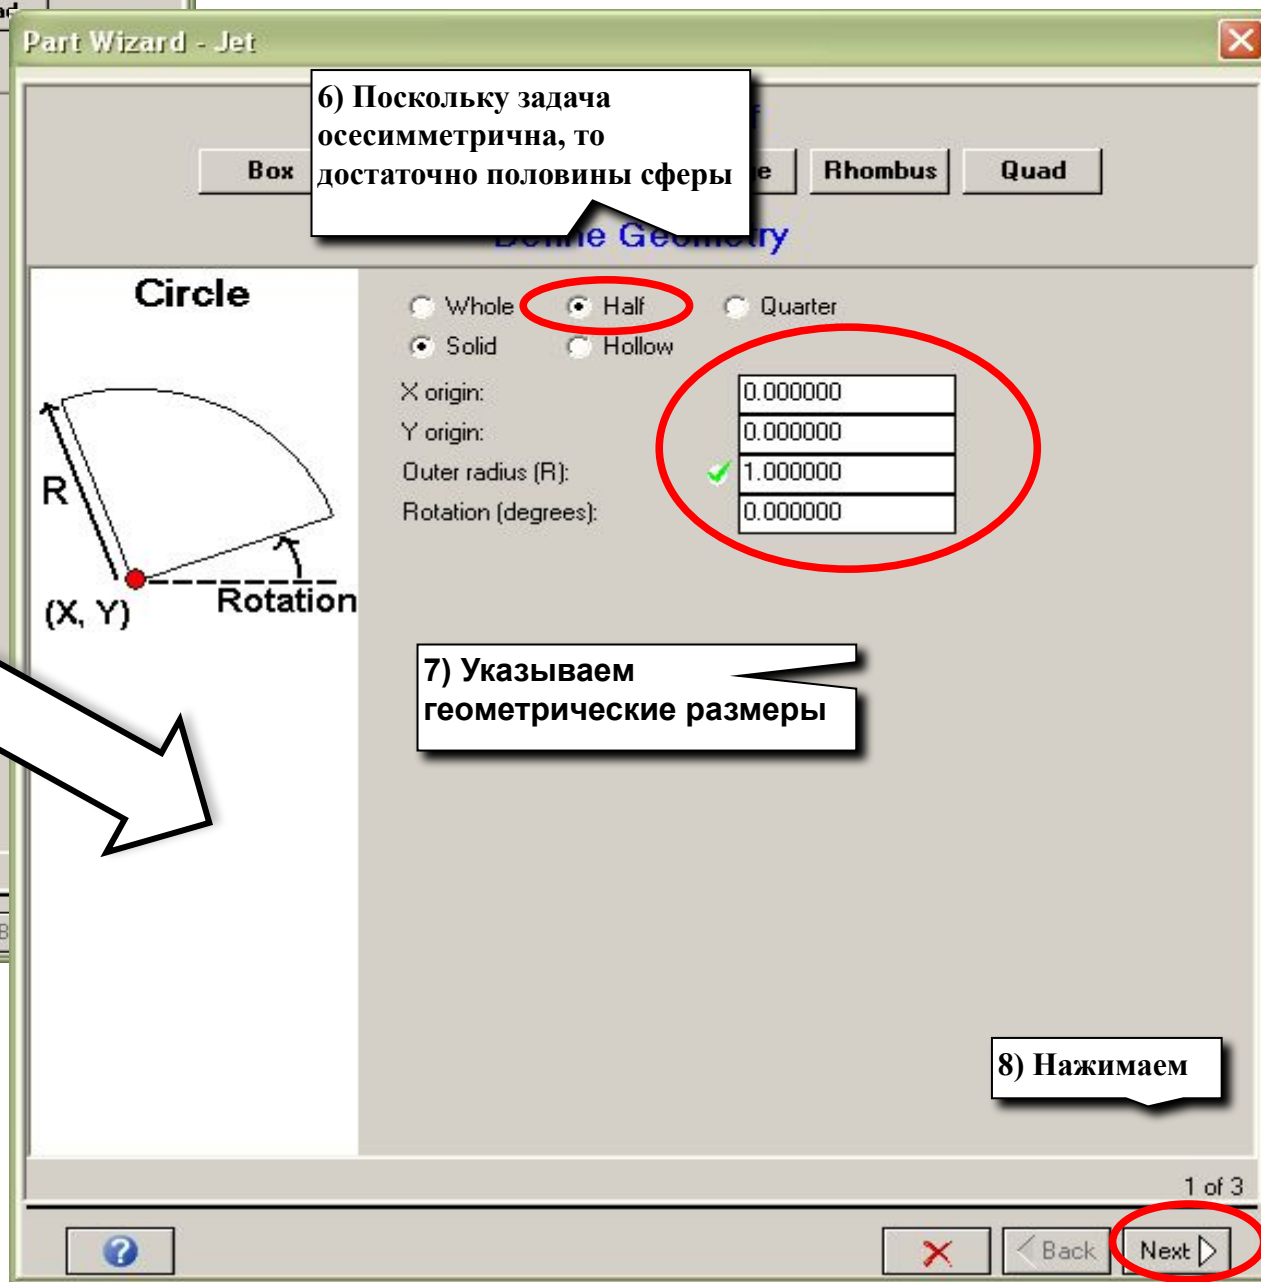 Part Wizard - Jet
6) Поскольку задача
осесимметрична, то
достаточно половины сферы
Box
Rhombus
Quad
Define Geometry
Circle
R
(X, Y)
Rotation
Whole Half Quarter
Solid Hollow
X origin: 0.000000
Y origin: 0.000000
Outer radius (R): 1.000000
Rotation (degrees): 0.000000
7) Указываем
геометрические размеры
8) Нажимаем
1 of 3
Back
Next